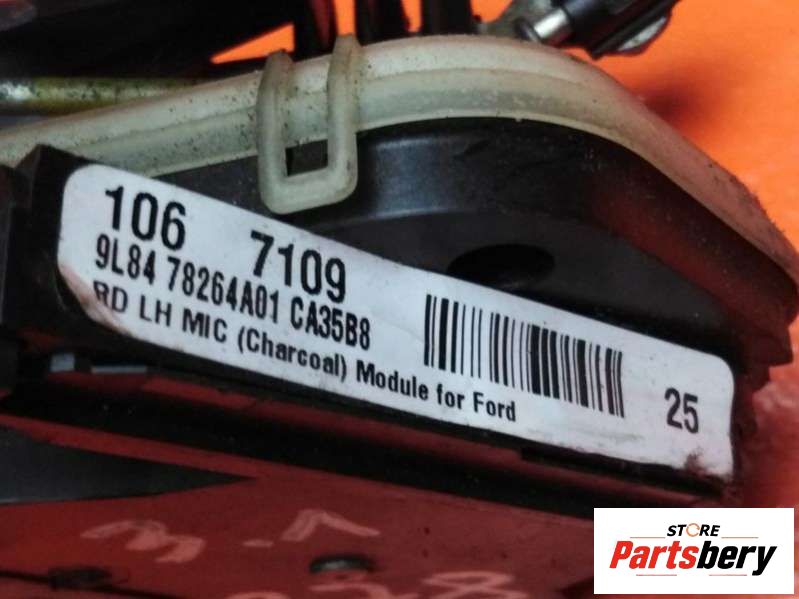 106 7109
9L84 78264A01 CA35B8
RD LH MIC (Charcoal) Module for Ford
25
STORE
Partsbery